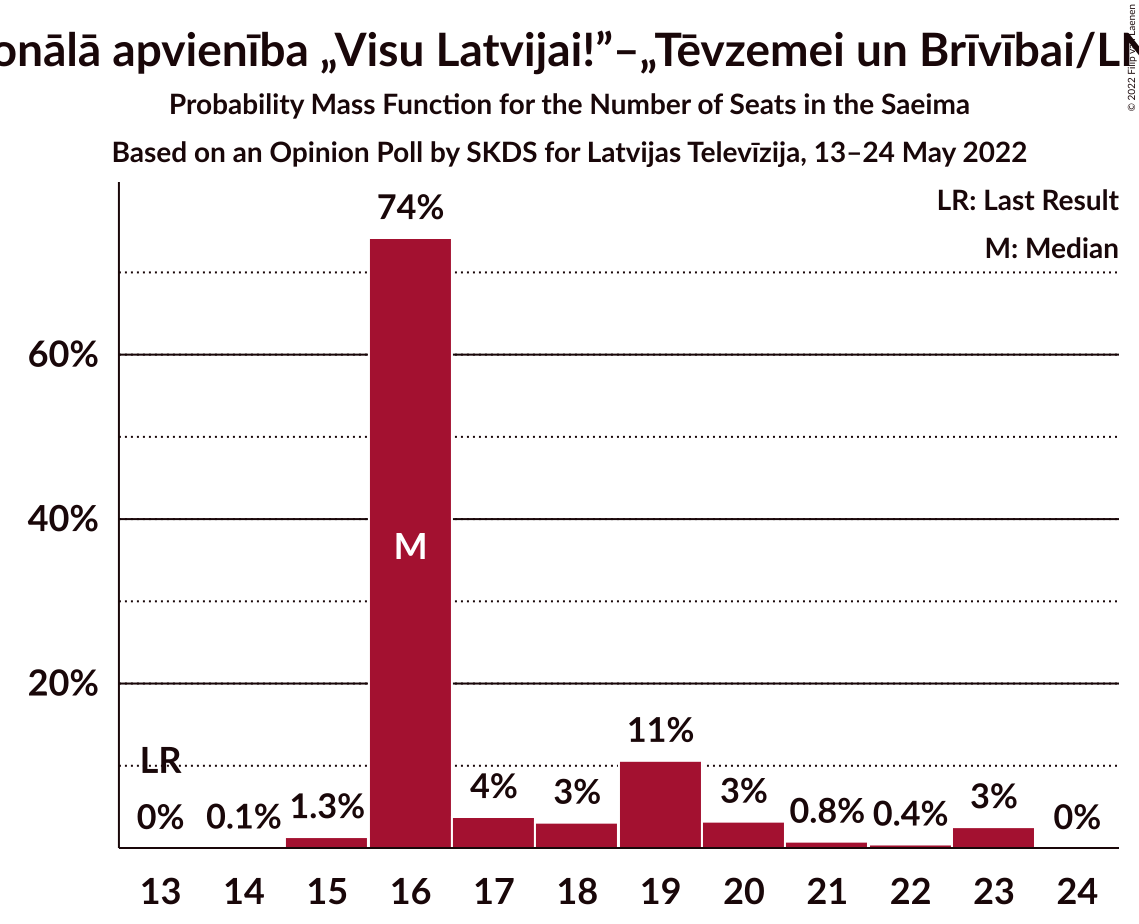 onālā apvienība „Visu Latvijai!”–„Tēvzemei un Brīvībai/LN
Probability Mass Function for the Number of Seats in the Saeima
Based on an Opinion Poll by SKDS for Latvijas Televīzija, 13–24 May 2022
LR: Last Result
M: Median
74%
60%
40%
M
20%
LR
0%
0.1%
1.3%
4%
3%
11%
3%
0.8%
0.4%
3%
0%
13 14 15 16 17 18 19 20 21 22 23 24
© 2022 Filip Laenen